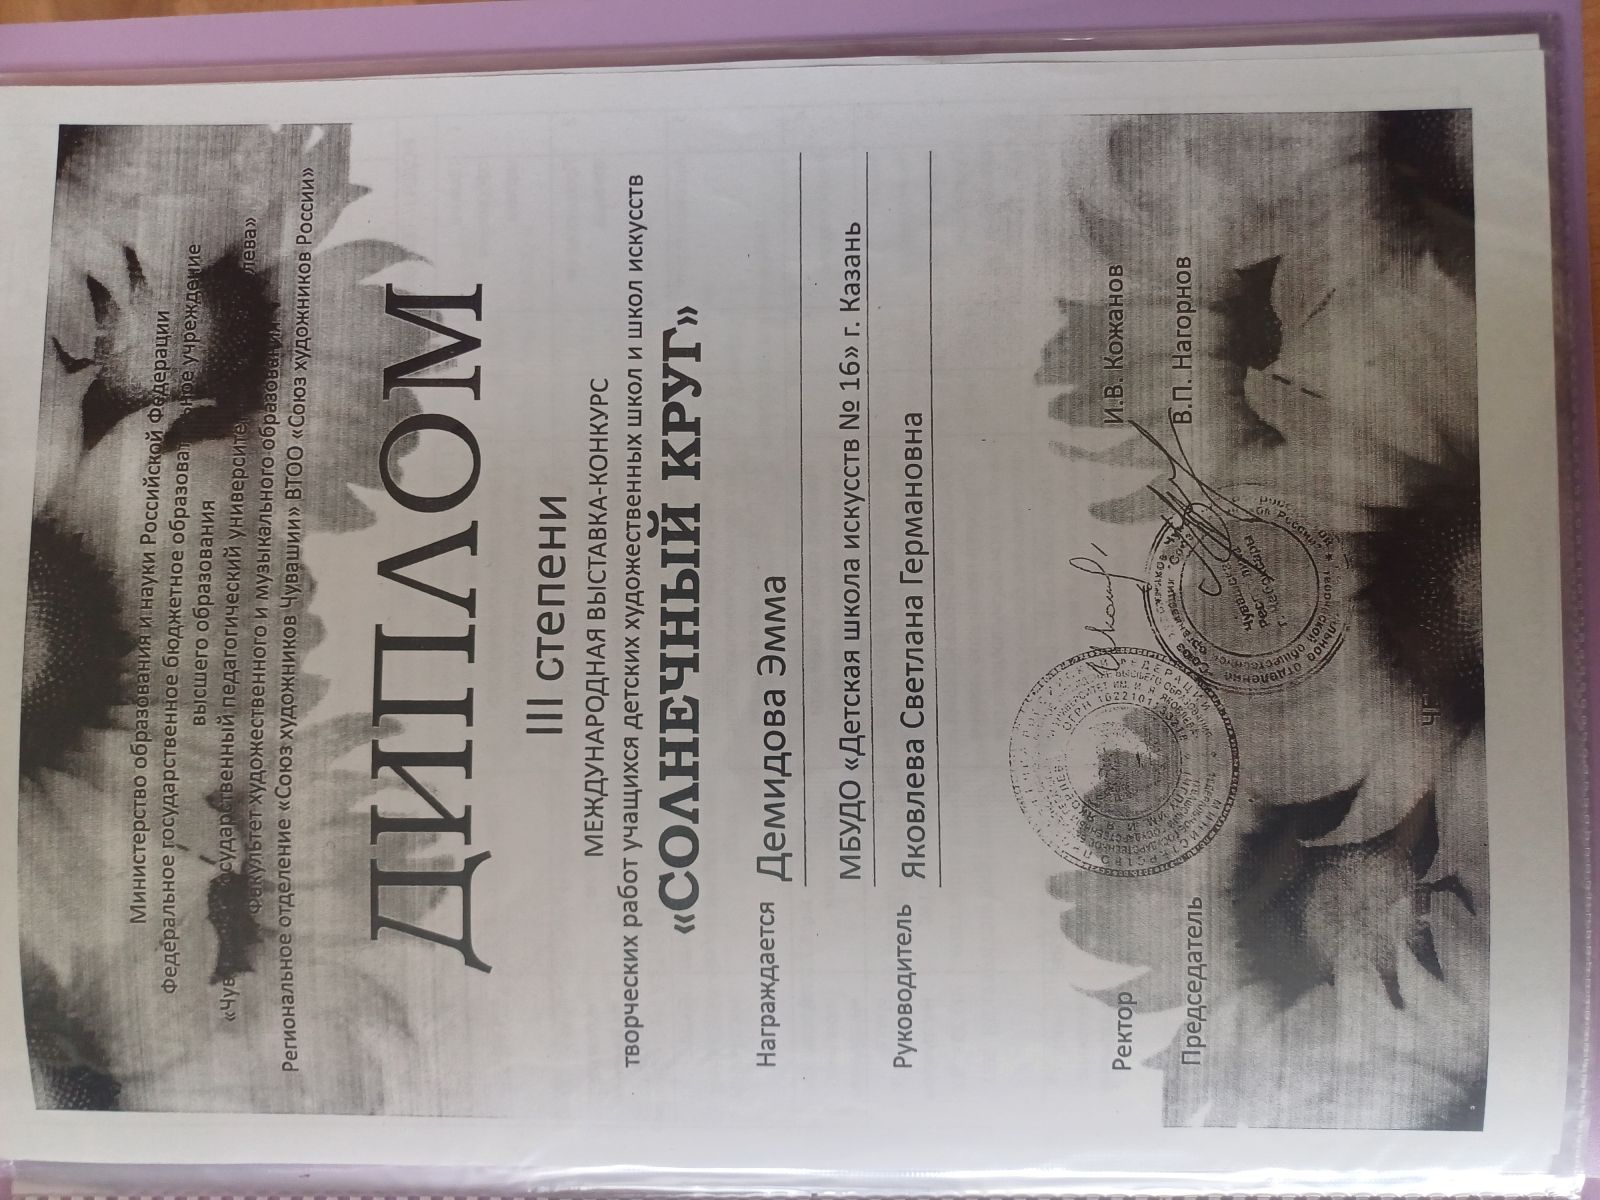 Министерство образования и науки Российской Федерации
Федеральное государственное бюджетное образовательное учреждение
высшего образования
государственный педагогический
Факультет художественного и музыкального образования
Региональное отделение «Союз художников Чувашии» ВТОО «Союз художников России»
ДИПЛОМ
III степени
МЕЖДУНАРОДНАЯ ВЫСТАВКА-КОНКУРС
творческих работ учащихся детских художественных школ и школ искусств
«СОЛНЕЧНЫЙ КРУГ»
Награждается Демидова Эмма
МБУДО «Детская школа искусств № 16» г. Казань
Руководитель Яковлева Светлана Германовна
Ректор И.В. Кожанов
Председатель В.П. Нагорнов